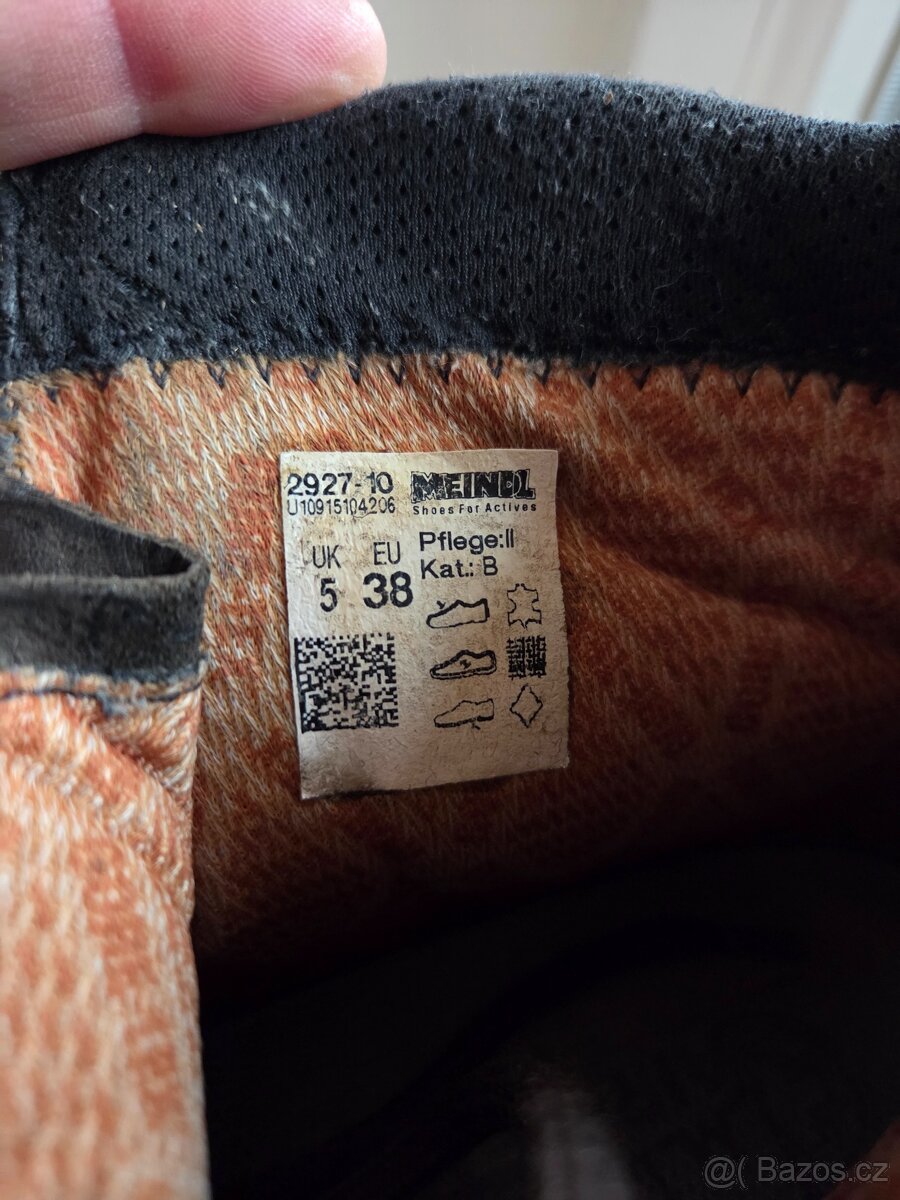 2927-10 MEINDL
U10915104206 Shoes For Actives
UK EU Pflege:II
5 38 Kat.: B
@( Bazos.cz